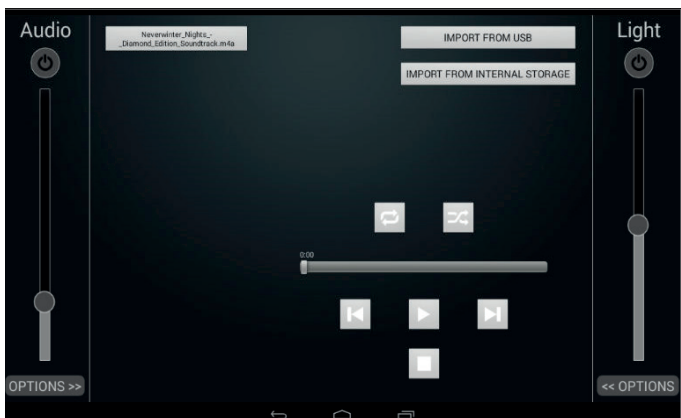 Audio
Neverwinter_Nights_-
_Diamond_Edition_Soundtrack.m4a
IMPORT FROM USB
Light
IMPORT FROM INTERNAL STORAGE
0:00
OPTIONS >>
<< OPTIONS